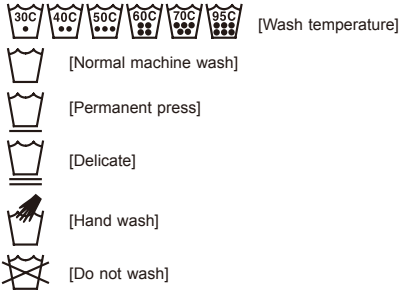 30C 40C 50C 60C 70C 95C [Wash temperature]
[Normal machine wash]
[Permanent press]
[Delicate]
[Hand wash]
[Do not wash]